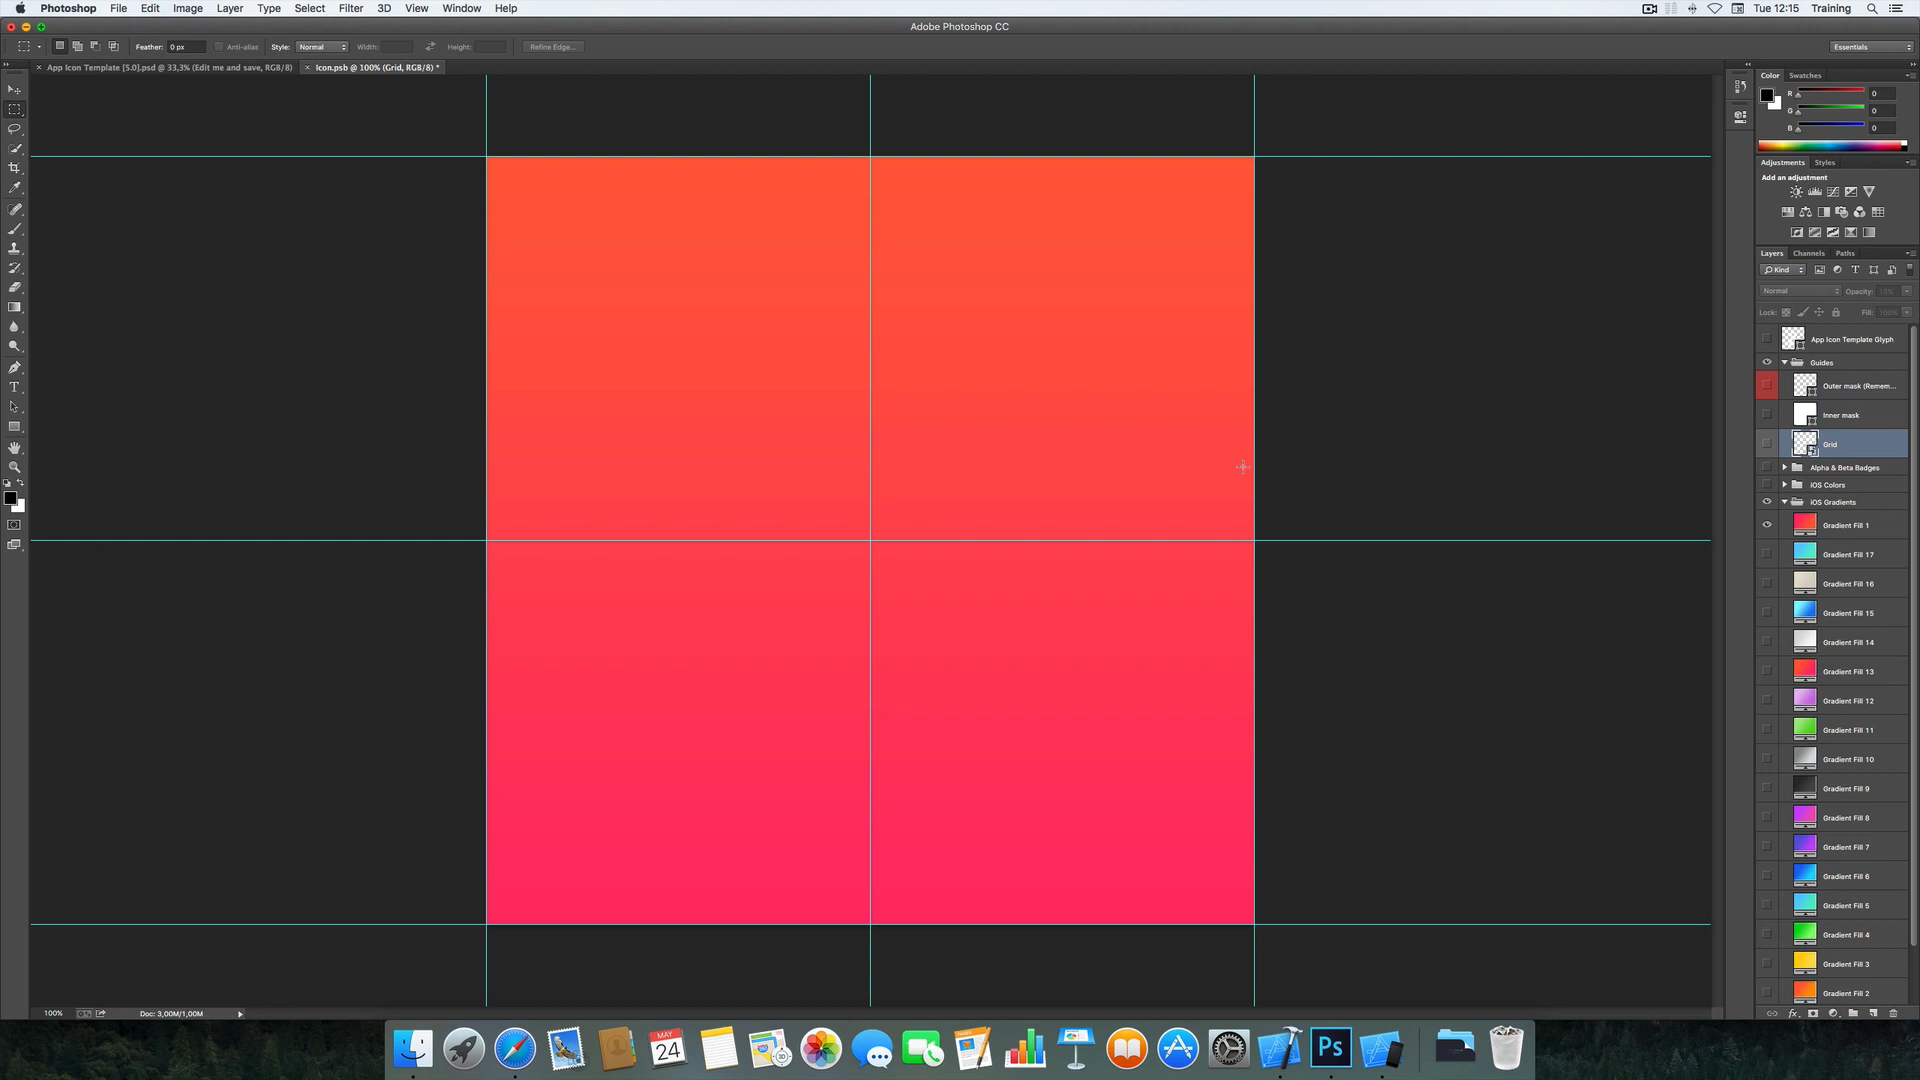 Photoshop File Edit Image Layer Type Select Filter 3D View Window Help Tue 12:15 Training
Adobe Photoshop CC
Feather: 0 px Anti-alias Style: Normal Width: Height: Refine Edge... Essentials
App Icon Template [5.0].psd @ 33,3% (Edit me and save, RGB/8) Icon.psb @ 100% (Grid, RGB/8) *
Color Swatches
R 0
G 0
B 0
Adjustments Styles
Add an adjustment
Layers Channels Paths
Kind
Normal Opacity: 15%
Lock: Fill: 100%
App Icon Template Glyph
Guides
Outer mask (Remem...
Inner mask
Grid
Alpha & Beta Badges
iOS Colors
iOS Gradients
Gradient Fill 1
Gradient Fill 17
Gradient Fill 16
Gradient Fill 15
Gradient Fill 14
Gradient Fill 13
Gradient Fill 12
Gradient Fill 11
Gradient Fill 10
Gradient Fill 9
Gradient Fill 8
Gradient Fill 7
Gradient Fill 6
Gradient Fill 5
Gradient Fill 4
Gradient Fill 3
Gradient Fill 2
100% Doc: 3,00M/1,00M
MAY
24
3D
Ps